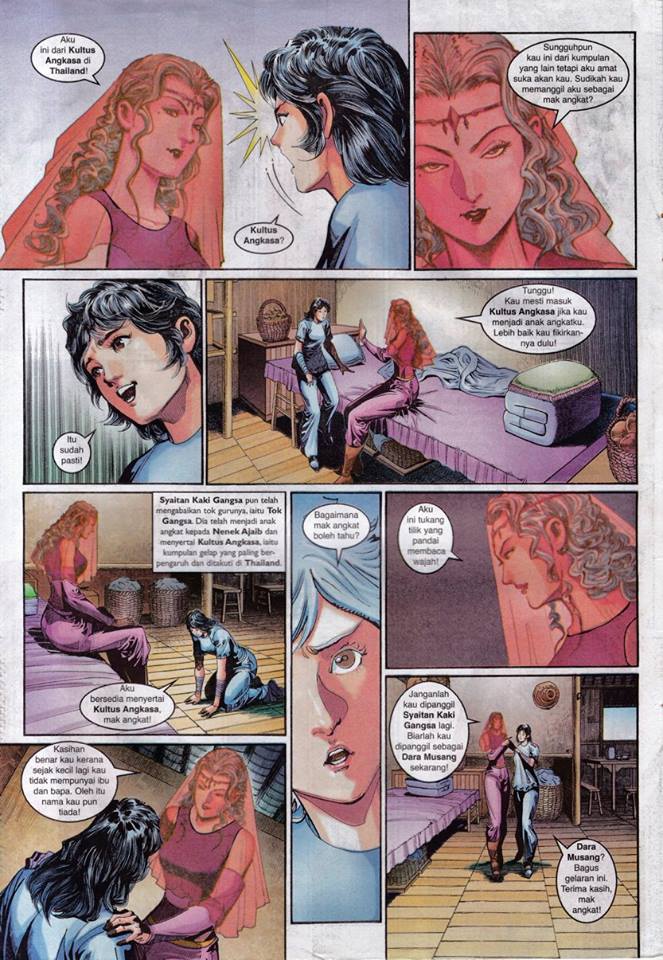 Aku
ini dari Kultus
Angkasa di
Thailand!
Kultus
Angkasa?
Sungguhpun
kau ini dari kumpulan
yang lain tetapi aku amat
suka akan kau. Sudikah kau
memanggil aku sebagai
mak angkat?
Itu
sudah
pasti!
Tunggu!
Kau mesti masuk
Kultus Angkasa jika kau
menjadi anak angkatku.
Lebih baik kau fikirkan-
nya dulu!
Syaitan Kaki Gangsa pun telah
mengabaikan tok gurunya, iaitu Tok
Gangsa. Dia telah menjadi anak
angkat kepada Nenek Ajaib dan
menyertai Kultus Angkasa, iaitu
kumpulan gelap yang paling ber-
pengaruh dan ditakuti di Thailand.
Aku
bersedia menyertai
Kultus Angkasa,
mak angkat!
Bagaimana
mak angkat
boleh tahu?
Aku
ini tukang
tilik yang
pandai
membaca
wajah!
Kasihan
benar kau kerana
sejak kecil lagi kau
tidak mempunyai ibu
dan bapa. Oleh itu
nama kau pun
tiada!
Janganlah
kau dipanggil
Syaitan Kaki
Gangsa lagi.
Biarlah kau
dipanggil sebagai
Dara Musang
sekarang!
Dara
Musang?
Bagus
gelaran ini.
Terima kasih,
mak
angkat!